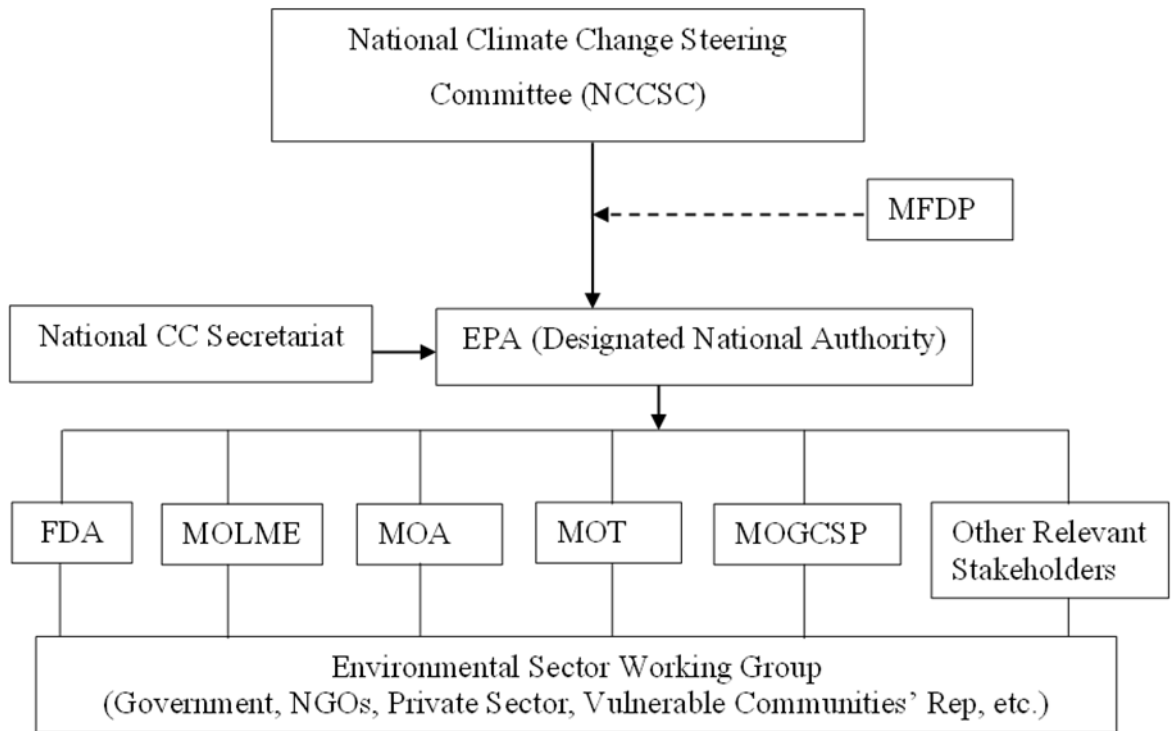 National Climate Change Steering
Committee (NCCSC)
MFDP
National CC Secretariat
EPA (Designated National Authority)
FDA
MOLME
MOA
MOT
MOGCSP
Other Relevant
Stakeholders
Environmental Sector Working Group
(Government, NGOs, Private Sector, Vulnerable Communities’ Rep, etc.)